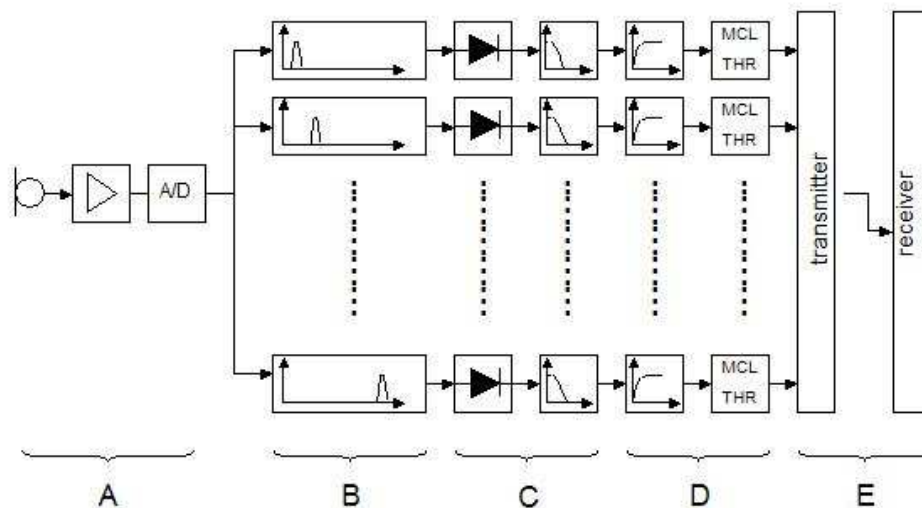 MCL
THR
MCL
THR
A/D
transmitter
receiver
MCL
THR
A
B
C
D
E